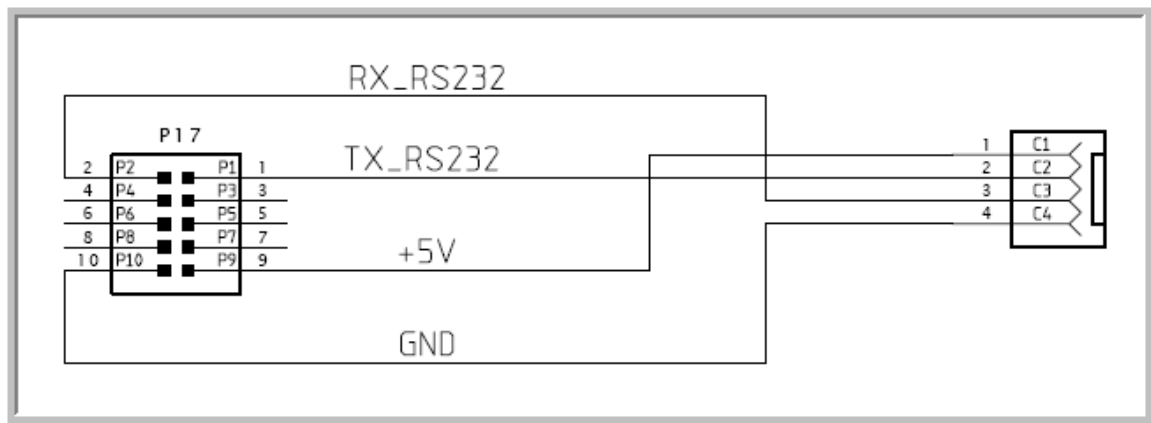 RX_RS232
P17
TX_RS232
1 C1
2 P2 P1 1
2 C2
4 P4 P3 3
3 C3
6 P6 P5 5
4 C4
8 P8 P7 7
+5V
10 P10 P9 9
GND